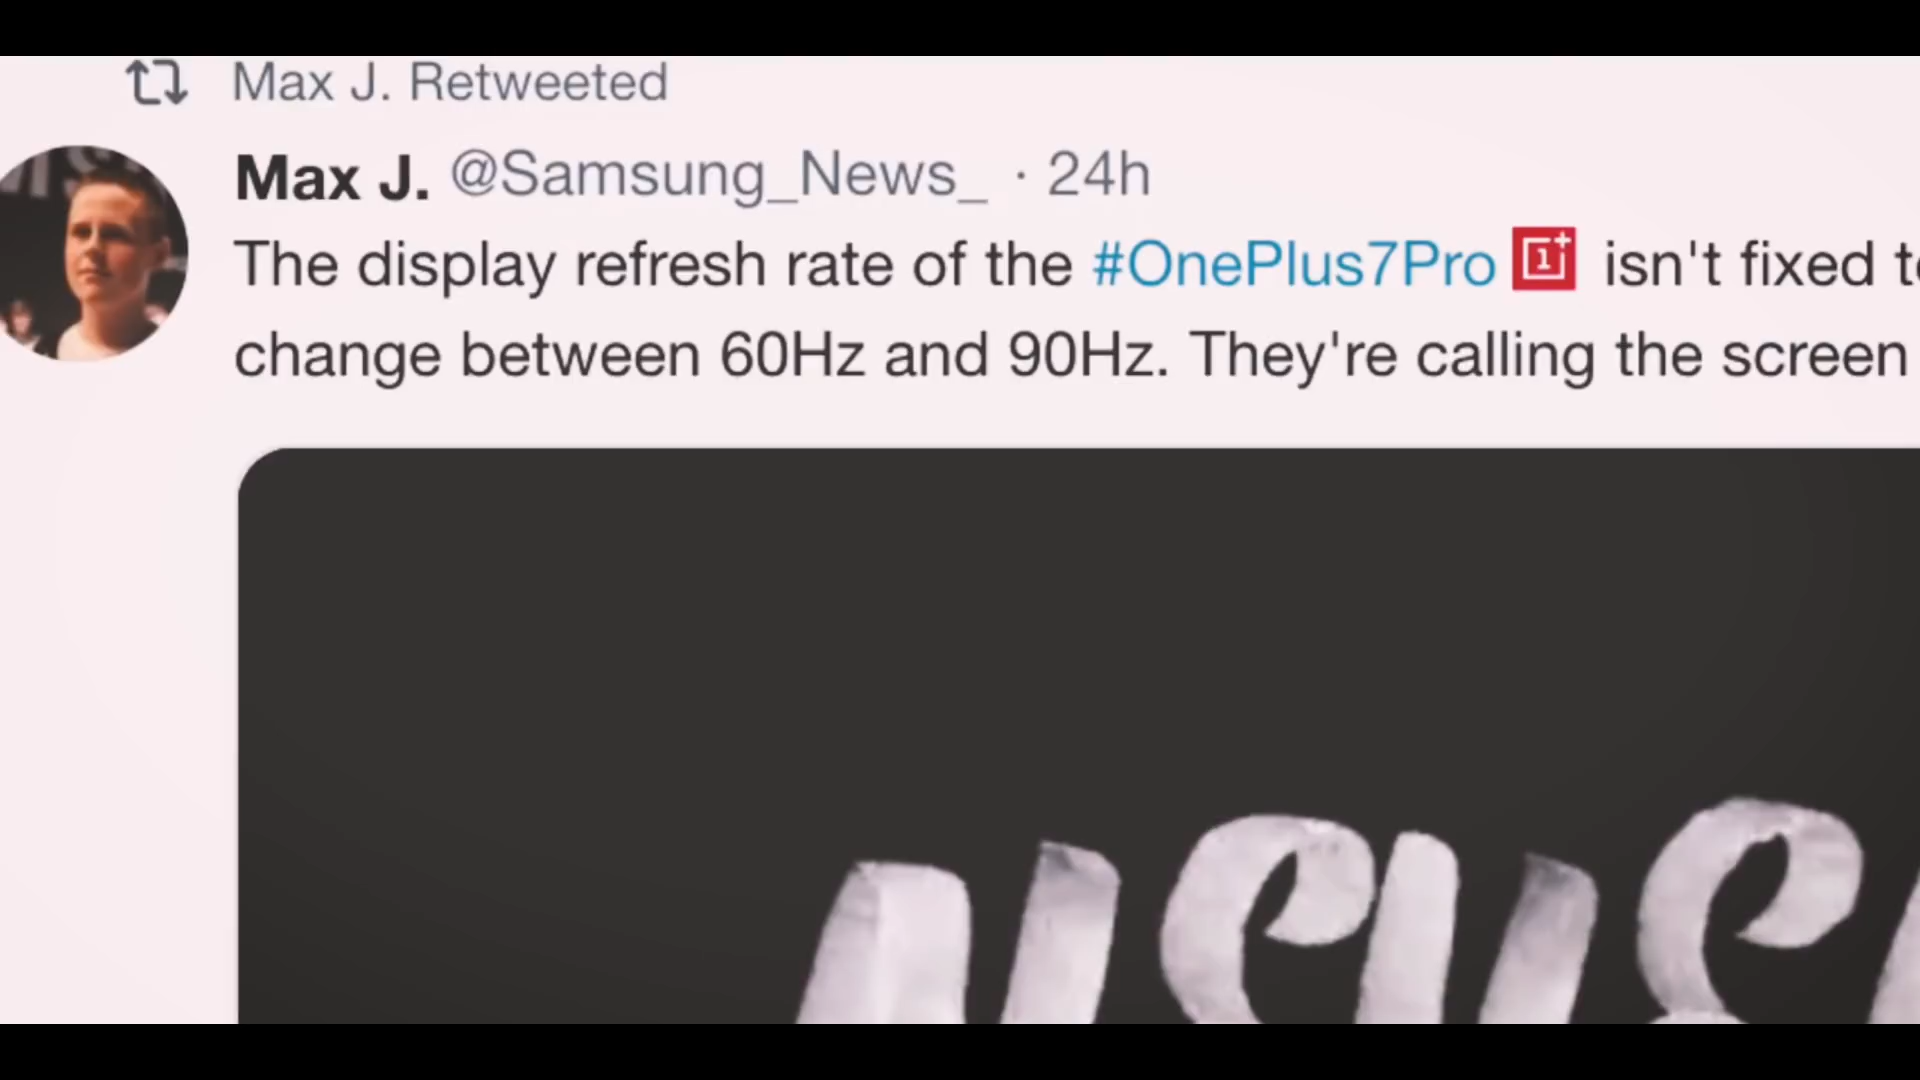 Max J. Retweeted
Max J. @Samsung_News_ · 24h
The display refresh rate of the #OnePlus7Pro isn't fixed
change between 60Hz and 90Hz. They're calling the screen